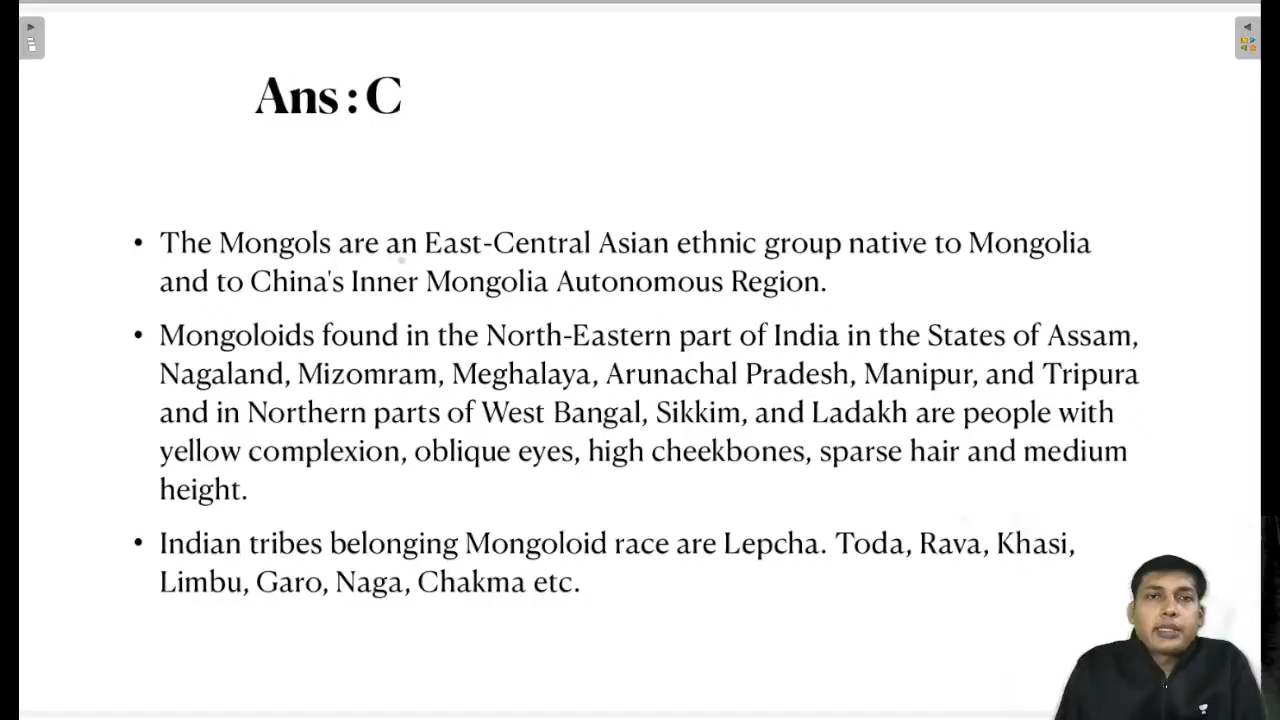 Ans : C
• The Mongols are an East-Central Asian ethnic group native to Mongolia
and to China's Inner Mongolia Autonomous Region.
• Mongoloids found in the North-Eastern part of India in the States of Assam,
Nagaland, Mizomram, Meghalaya, Arunachal Pradesh, Manipur, and Tripura
and in Northern parts of West Bangal, Sikkim, and Ladakh are people with
yellow complexion, oblique eyes, high cheekbones, sparse hair and medium
height.
• Indian tribes belonging Mongoloid race are Lepcha. Toda, Rava, Khasi,
Limbu, Garo, Naga, Chakma etc.